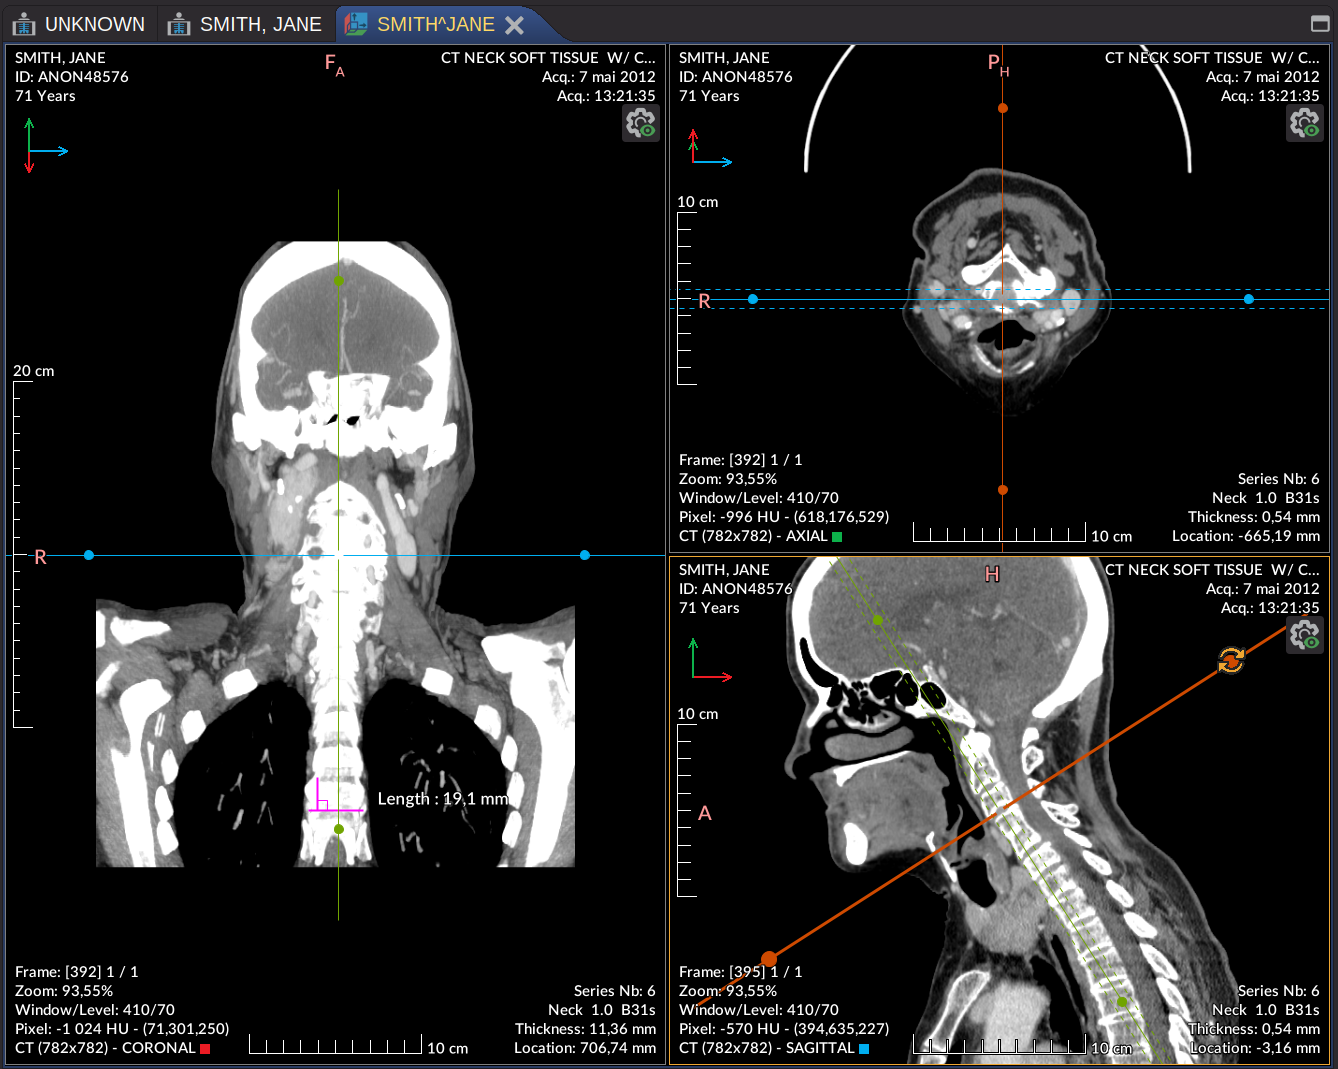 UNKNOWN
SMITH, JANE
SMITH^JANE
SMITH, JANE
ID: ANON48576
71 Years
F
A
CT NECK SOFT TISSUE W/ C...
Acq.: 7 mai 2012
Acq.: 13:21:35
20 cm
R
Length : 19,1 mm
Frame: [392] 1 / 1
Zoom: 93,55%
Window/Level: 410/70
Pixel: -1 024 HU - (71,301,250)
CT (782x782) - CORONAL
10 cm
Series Nb: 6
Neck 1.0 B31s
Thickness: 11,36 mm
Location: 706,74 mm
SMITH, JANE
ID: ANON48576
71 Years
P
H
CT NECK SOFT TISSUE W/ C...
Acq.: 7 mai 2012
Acq.: 13:21:35
10 cm
R
Frame: [392] 1 / 1
Zoom: 93,55%
Window/Level: 410/70
Pixel: -996 HU - (618,176,529)
CT (782x782) - AXIAL
10 cm
Series Nb: 6
Neck 1.0 B31s
Thickness: 0,54 mm
Location: -665,19 mm
SMITH, JANE
ID: ANON48576
71 Years
H
CT NECK SOFT TISSUE W/ C...
Acq.: 7 mai 2012
Acq.: 13:21:35
10 cm
A
Frame: [395] 1 / 1
Zoom: 93,55%
Window/Level: 410/70
Pixel: -570 HU - (394,635,227)
CT (782x782) - SAGITTAL
10 cm
Series Nb: 6
Neck 1.0 B31s
Thickness: 0,54 mm
Location: -3,16 mm